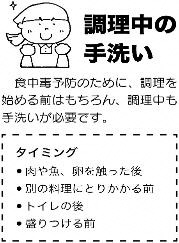 調理中の
手洗い
食中毒予防のために、調理を
始める前はもちろん、調理中も
手洗いが必要です。
タイミング
●肉や魚、卵を触った後
●別の料理にとりかかる前
●トイレの後
●盛りつける前